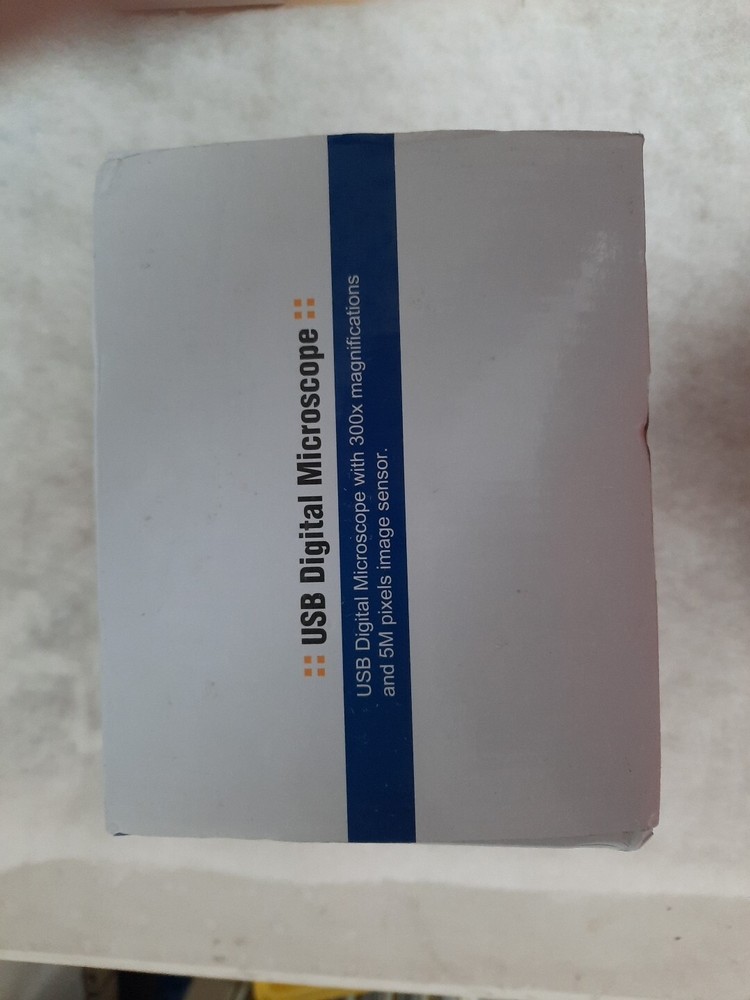 USB Digital Microscope
USB Digital Microscope with 300x magnifications
and 5M pixels image sensor.